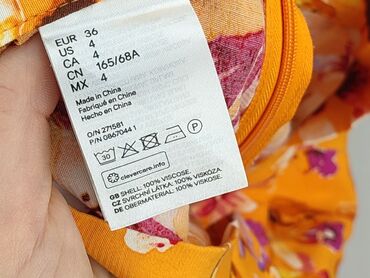 EUR 36
US 4
CA 4
CN 165/68A
MX 4
Made in China
Fabriqué en Chine
Hecho en China
O/N 271581
P/N 0867044 1
30
P
clevercare.info
GB SHELL: 100% VISCOSE.
CZ SVRCHNÍ LÁTKA: 100% VISKÓZA.
DE OBERMATERIAL: 100% VISKOSE.